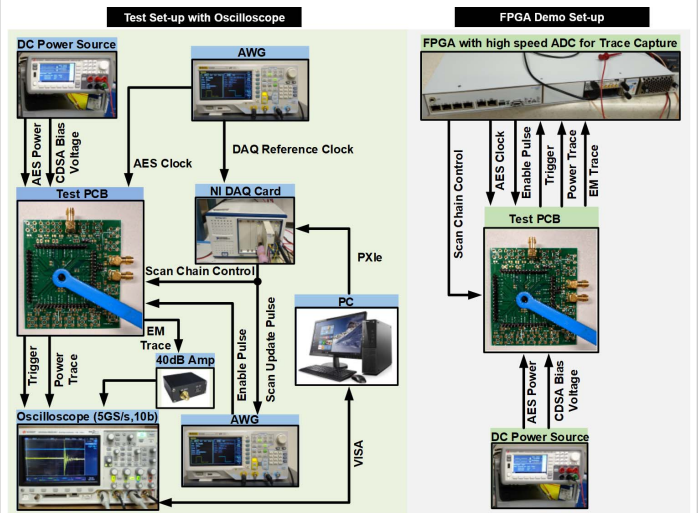 Test Set-up with Oscilloscope
FPGA Demo Set-up
DC Power Source
AWG
AES Power
CDSA Bias
Voltage
AES Clock
DAQ Reference Clock
Test PCB
NI DAQ Card
Scan Chain Control
PXIe
PC
EM
Trace
Enable Pulse
Scan Update Pulse
Trigger
Power
Trace
40dB Amp
Oscilloscope (5GS/s,10b)
AWG
VISA
FPGA with high speed ADC for Trace Capture
Scan Chain Control
AES Clock
Enable Pulse
Trigger
Power Trace
EM Trace
Test PCB
AES Power
CDSA Bias
Voltage
DC Power Source